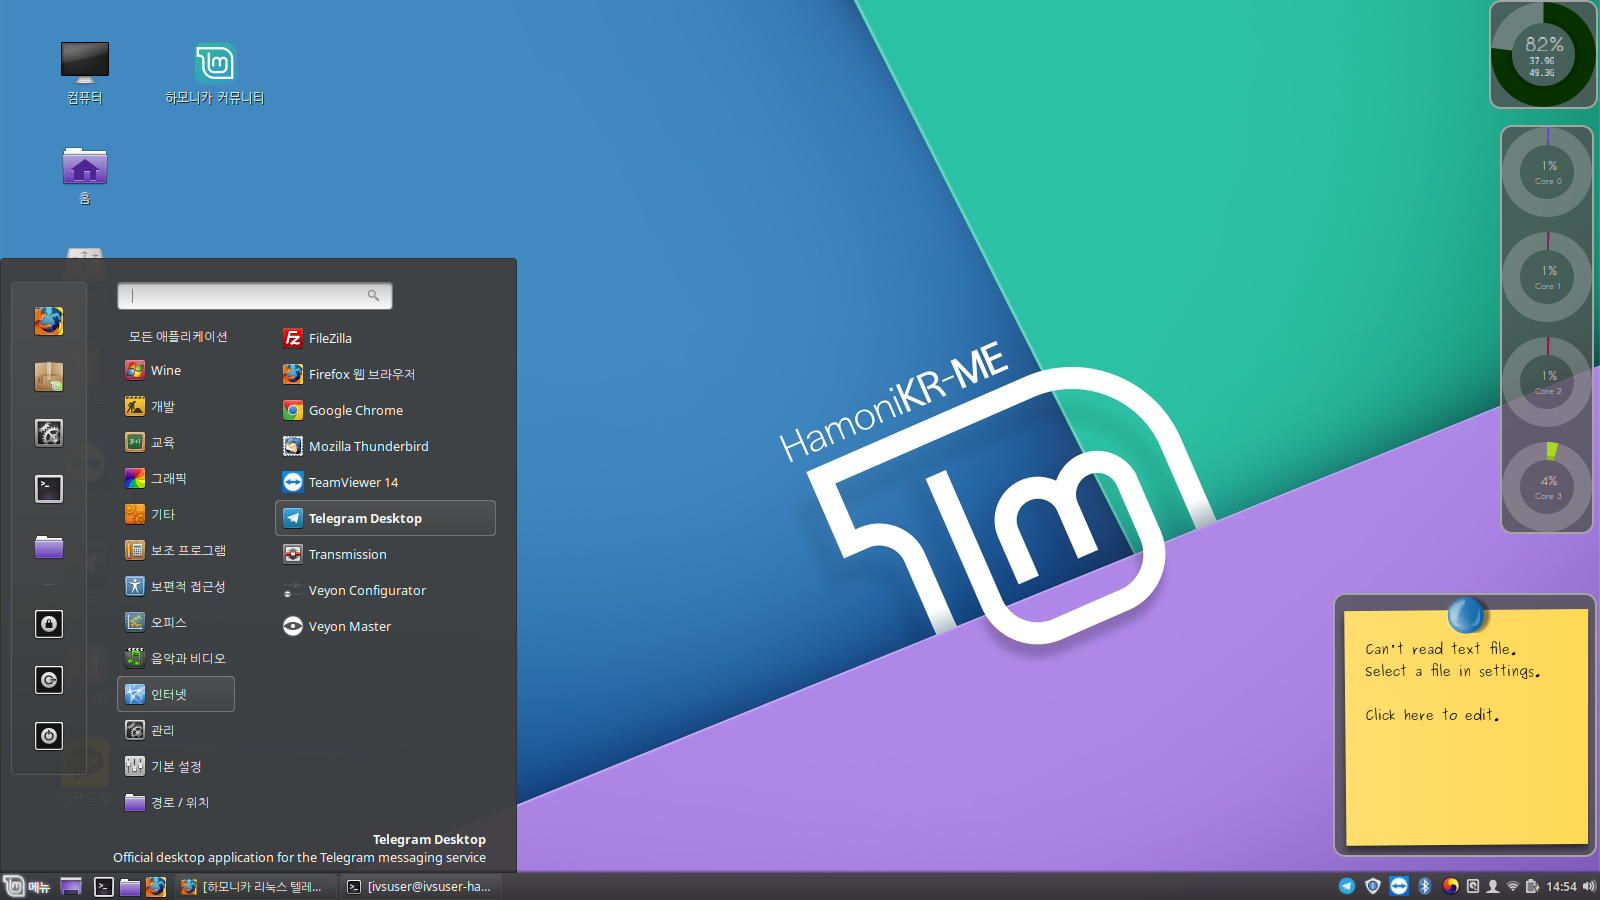 컴퓨터
하모니카 커뮤니티
홈
모든 애플리케이션
Wine
개발
교육
그래픽
기타
보조 프로그램
보편적 접근성
오피스
음악과 비디오
인터넷
관리
기본 설정
경로 / 위치
FileZilla
Firefox 웹 브라우저
Google Chrome
Mozilla Thunderbird
TeamViewer 14
Telegram Desktop
Transmission
Veyon Configurator
Veyon Master
Telegram Desktop
Official desktop application for the Telegram messaging service
HamoniKR-ME
82%
37.9G
49.3G
1%
Core 0
1%
Core 1
1%
Core 2
4%
Core 3
Can't read text file.
Select a file in settings.
Click here to edit.
메뉴
[하모니카 리눅스 텔레...
[ivsuser@ivsuser-ha...
14:54